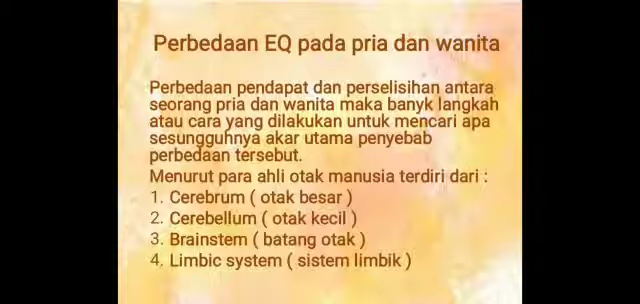 Perbedaan EQ pada pria dan wanita
Perbedaan pendapat dan perselisihan antara
seorang pria dan wanita maka banyk langkah
atau cara yang dilakukan untuk mencari apa
sesungguhnya akar utama penyebab
perbedaan tersebut.
Menurut para ahli otak manusia terdiri dari :
1. Cerebrum ( otak besar )
2. Cerebellum ( otak kecil )
3. Brainstem ( batang otak )
4. Limbic system ( sistem limbik )